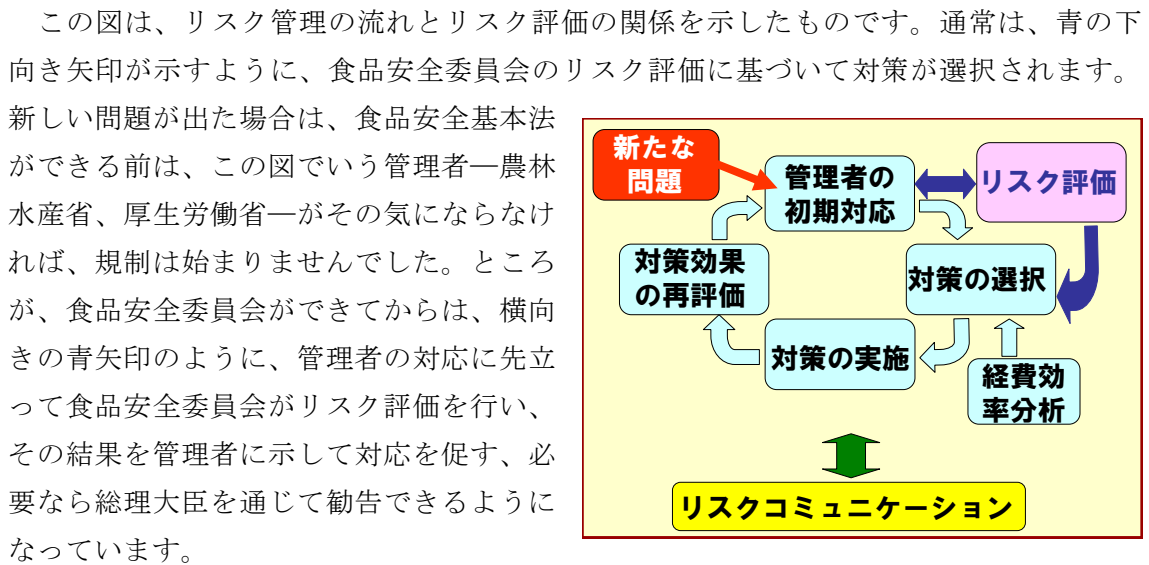 この図は、リスク管理の流れとリスク評価の関係を示したものです。通常は、青の下
向き矢印が示すように、食品安全委員会のリスク評価に基づいて対策が選択されます。
新しい問題が出た場合は、食品安全基本法
ができる前は、この図でいう管理者―農林
水産省、厚生労働省―がその気にならなけ
れば、規制は始まりませんでした。ところ
が、食品安全委員会ができてからは、横向
きの青矢印のように、管理者の対応に先立
って食品安全委員会がリスク評価を行い、
その結果を管理者に示して対応を促す、必
要なら総理大臣を通じて勧告できるように
なっています。
新たな
問題
管理者の
初期対応
リスク評価
対策効果
の再評価
対策の選択
対策の実施
経費効
率分析
リスクコミュニケーション